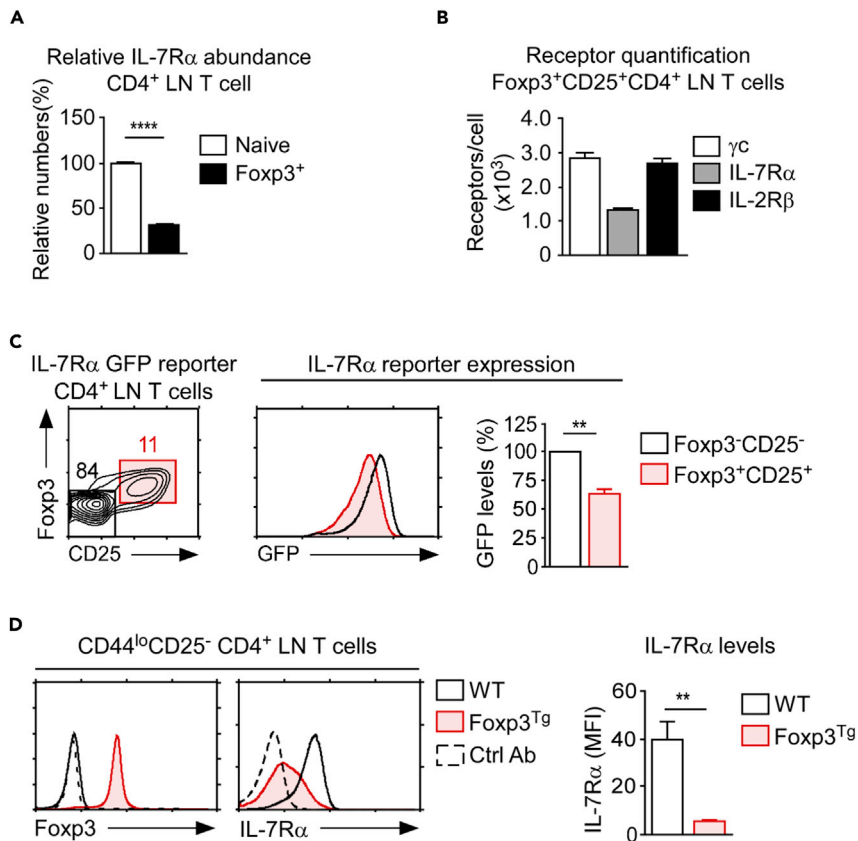 A
Relative IL-7Rα abundance
CD4⁺ LN T cell
Relative numbers(%)
150
100
50
0
****
Naive
Foxp3⁺
B
Receptor quantification
Foxp3⁺CD25⁺CD4⁺ LN T cells
Receptors/cell
(x10³)
4.0
3.0
2.0
1.0
0
γc
IL-7Rα
IL-2Rβ
C
IL-7Rα GFP reporter
CD4⁺ LN T cells
84
11
Foxp3
CD25
IL-7Rα reporter expression
GFP
GFP levels (%)
125
100
75
50
25
0
**
Foxp3⁻CD25⁻
Foxp3⁺CD25⁺
D
CD44ˡᵒCD25⁻ CD4⁺ LN T cells
Foxp3
IL-7Rα
WT
Foxp3ᵀᵍ
Ctrl Ab
IL-7Rα levels
IL-7Rα (MFI)
60
40
20
0
**
WT
Foxp3ᵀᵍ